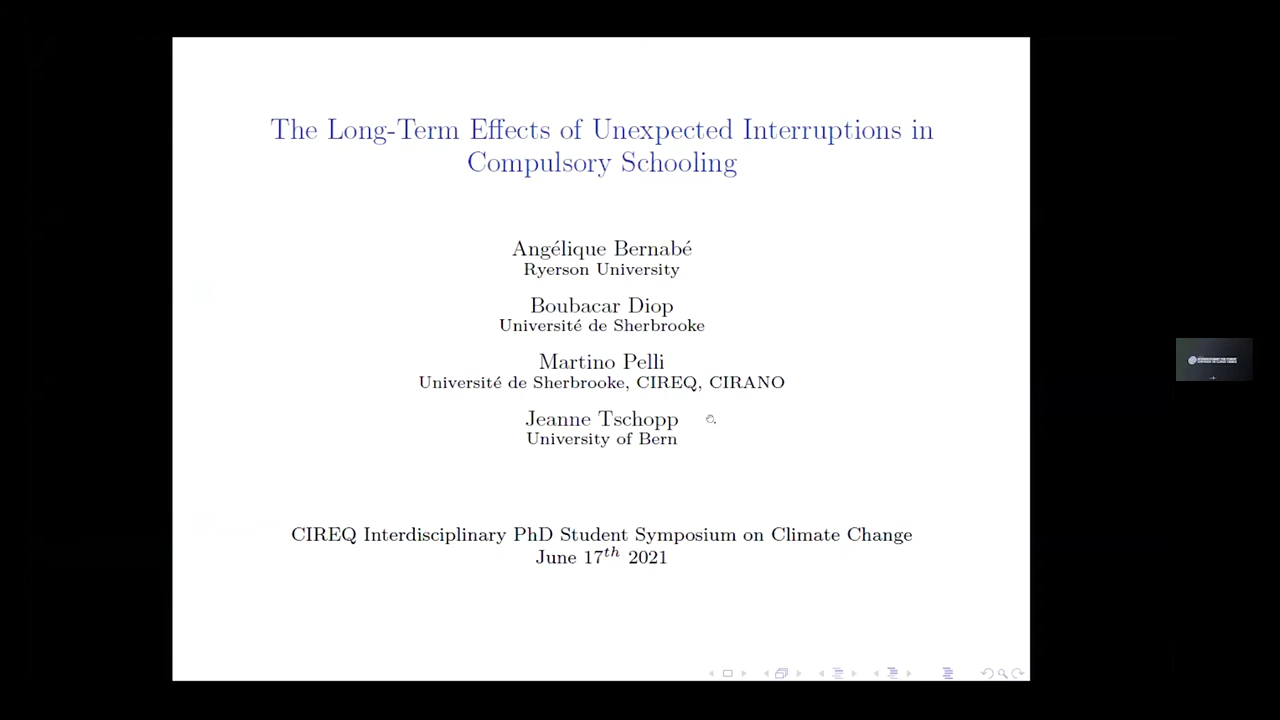 The Long-Term Effects of Unexpected Interruptions in
Compulsory Schooling
Angélique Bernabé
Ryerson University
Boubacar Diop
Université de Sherbrooke
Martino Pelli
Université de Sherbrooke, CIREQ, CIRANO
Jeanne Tschopp
University of Bern
CIREQ Interdisciplinary PhD Student Symposium on Climate Change
June 17th 2021